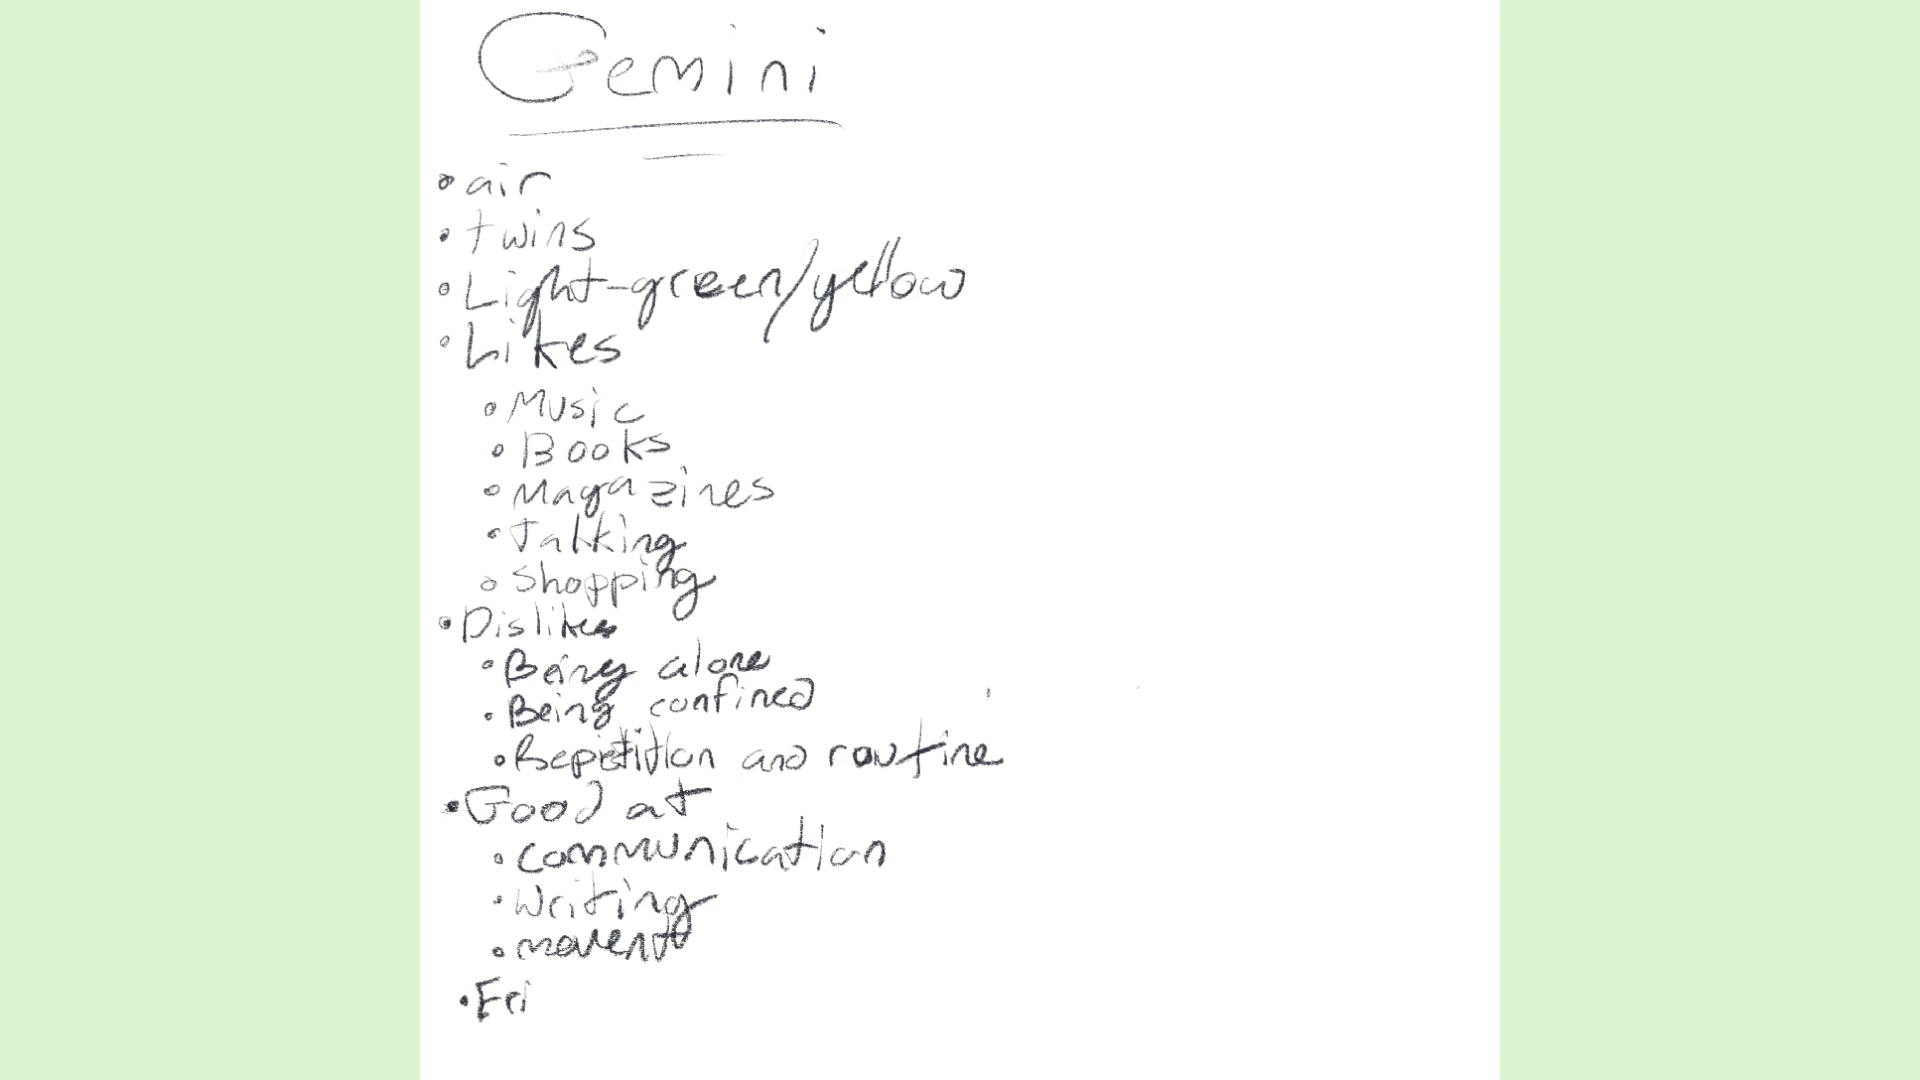 Gemini
• air
• twins
• Light-green/yellow
• Likes
• Music
• Books
• Magazines
• Talking
• Shopping
• Dislikes
• Being alone
• Being confined
• Repetition and routine
• Good at
• communication
• Writing
• movent
• Fri